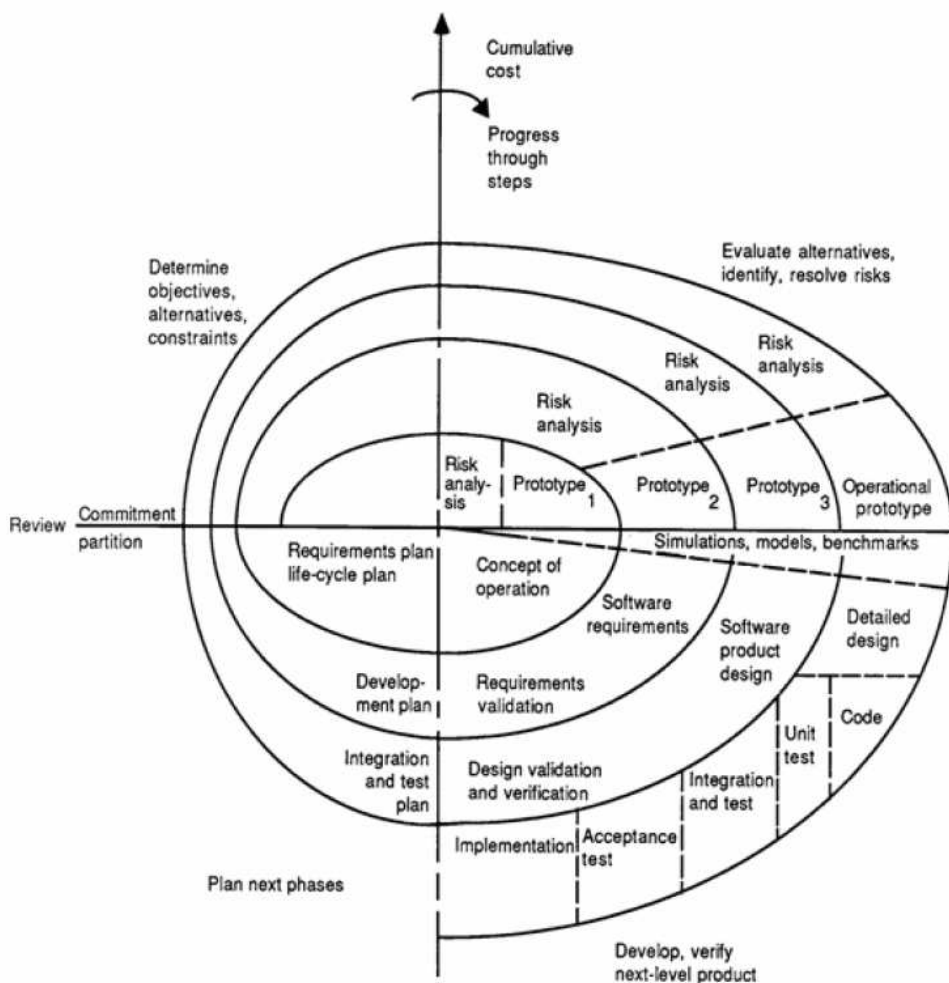 Cumulative
cost
Progress
through
steps
Determine
objectives,
alternatives,
constraints
Evaluate alternatives,
identify, resolve risks
Risk
analysis
Risk
analysis
Risk
analysis
Risk
analy-
sis
Prototype
1
Prototype
2
Prototype
3
Operational
prototype
Review
Commitment
partition
Simulations, models, benchmarks
Requirements plan
life-cycle plan
Concept of
operation
Software
requirements
Software
product
design
Detailed
design
Develop-
ment plan
Requirements
validation
Code
Unit
test
Integration
and test
plan
Design validation
and verification
Integration
and test
Acceptance
test
Implementation
Plan next phases
Develop, verify
next-level product